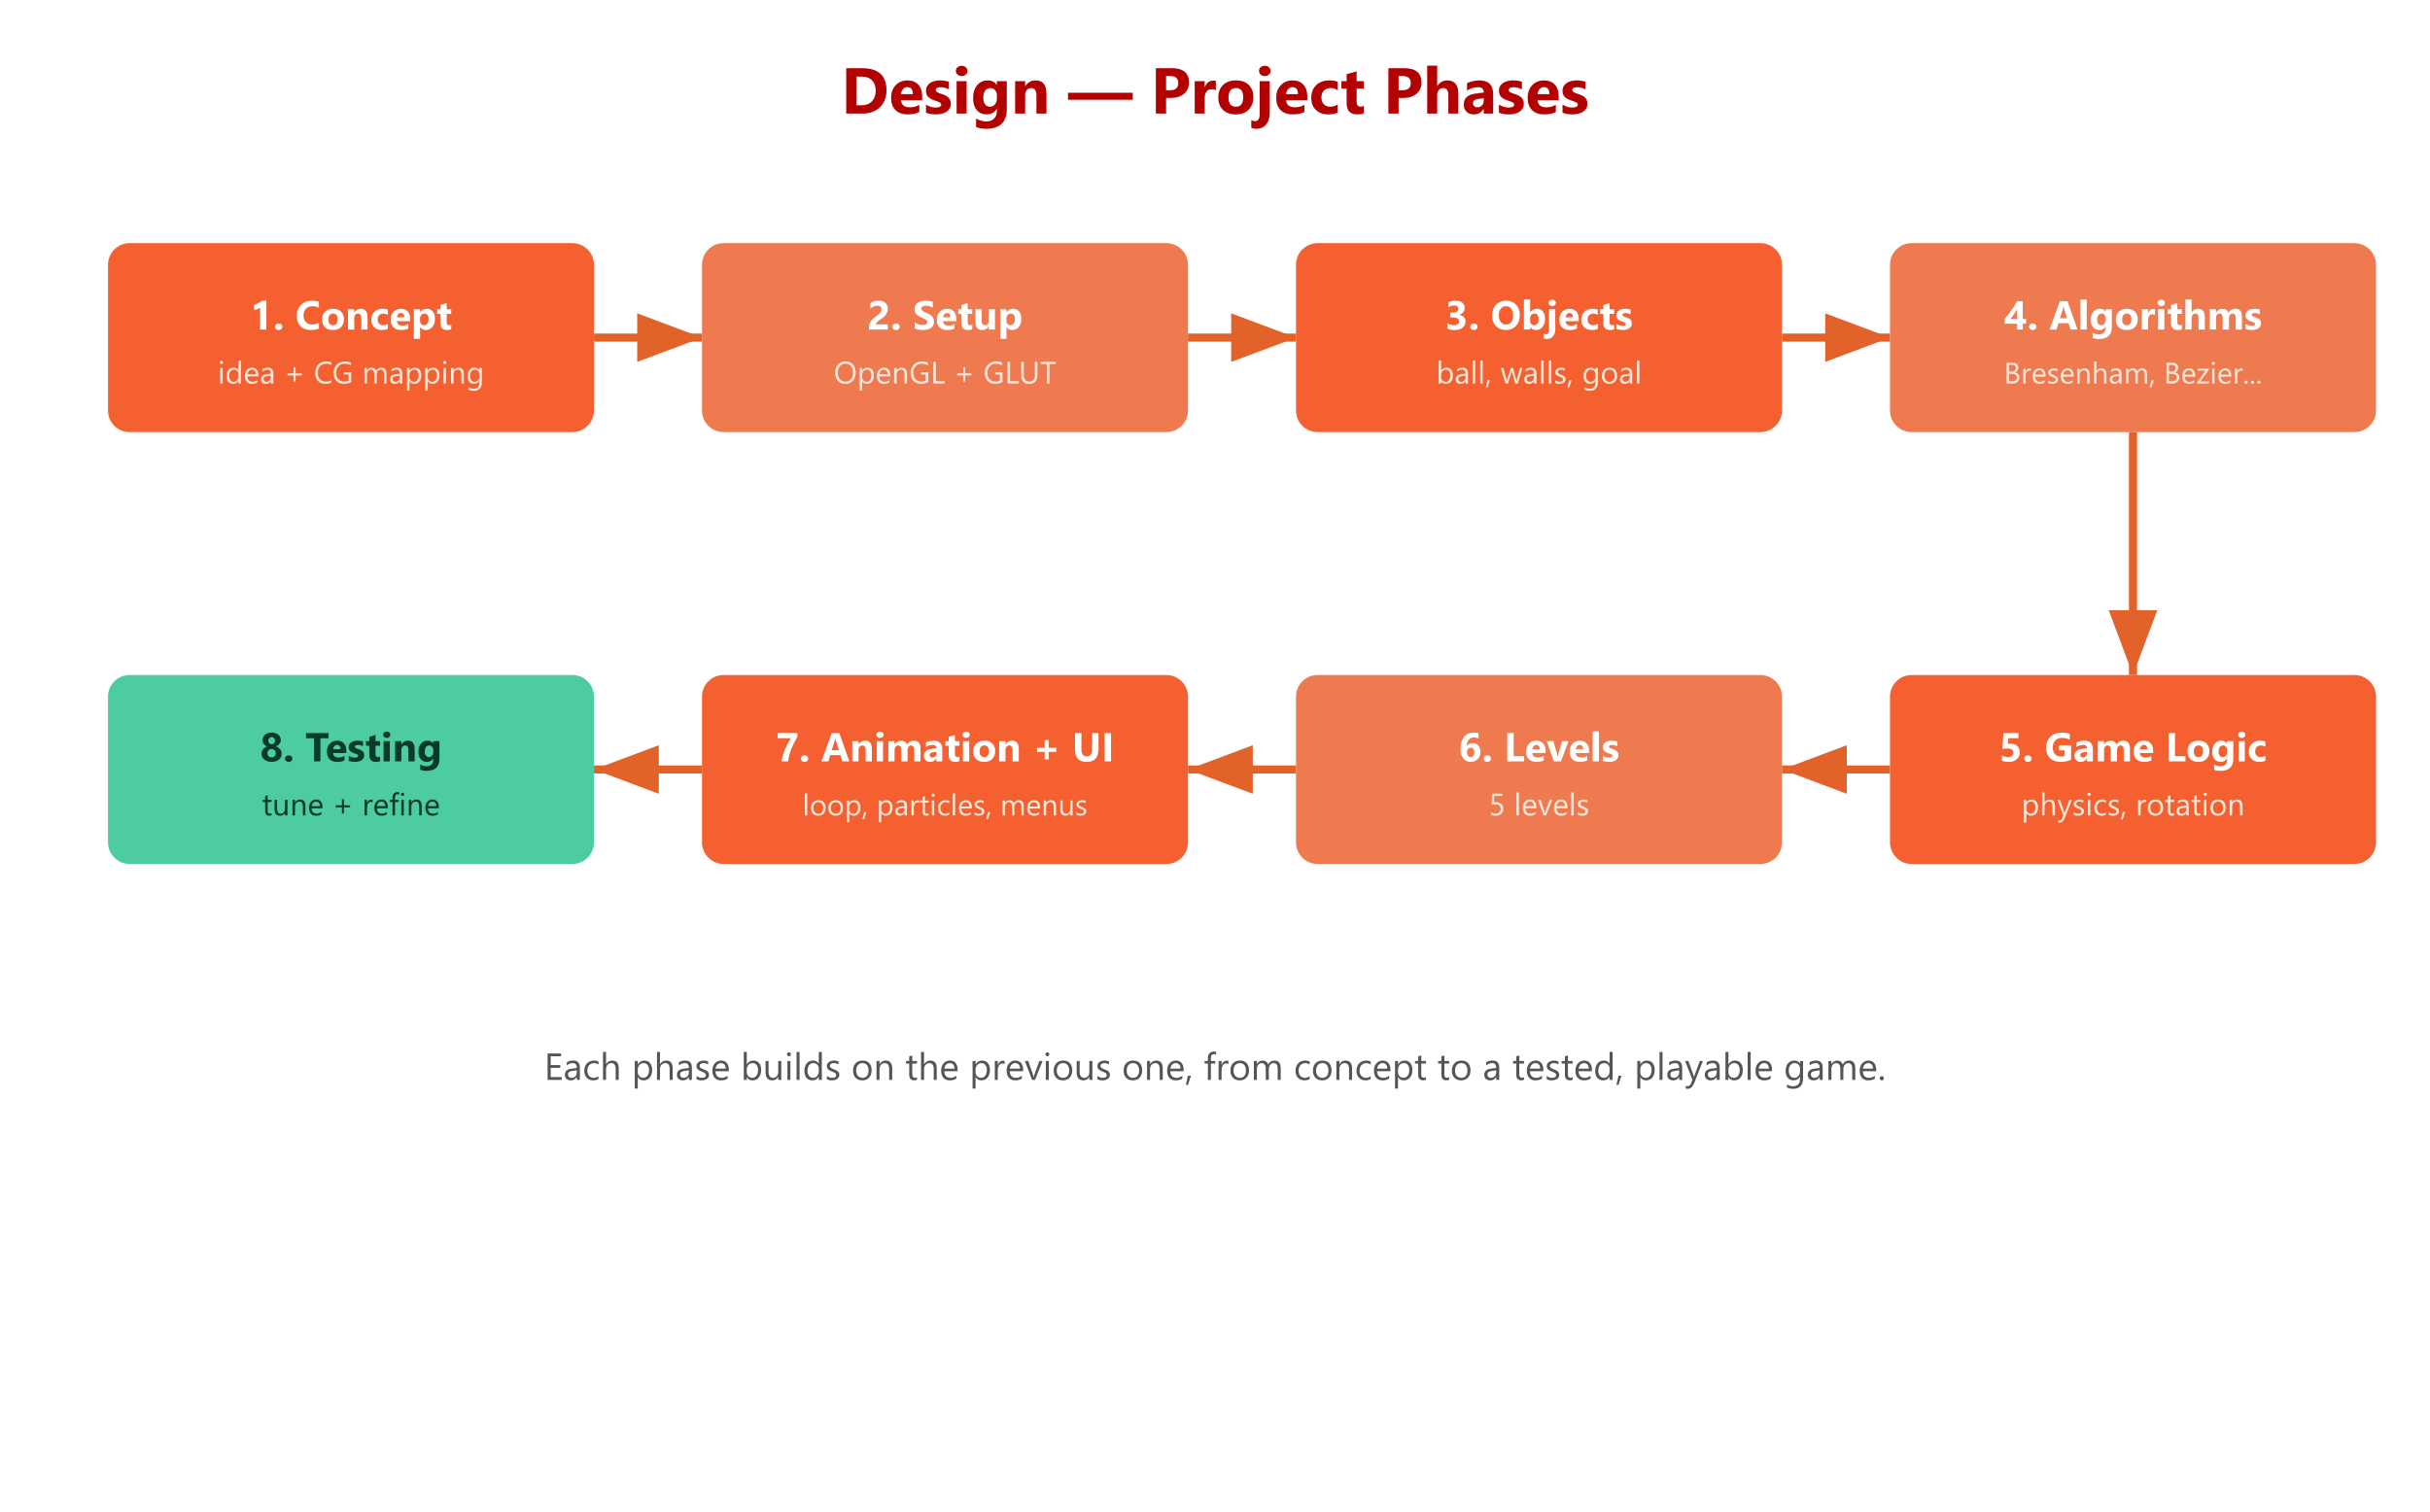 Design — Project Phases
1. Concept
idea + CG mapping
2. Setup
OpenGL + GLUT
3. Objects
ball, walls, goal
4. Algorithms
Bresenham, Bezier...
5. Game Logic
physics, rotation
6. Levels
5 levels
7. Animation + UI
loop, particles, menus
8. Testing
tune + refine
Each phase builds on the previous one, from concept to a tested, playable game.